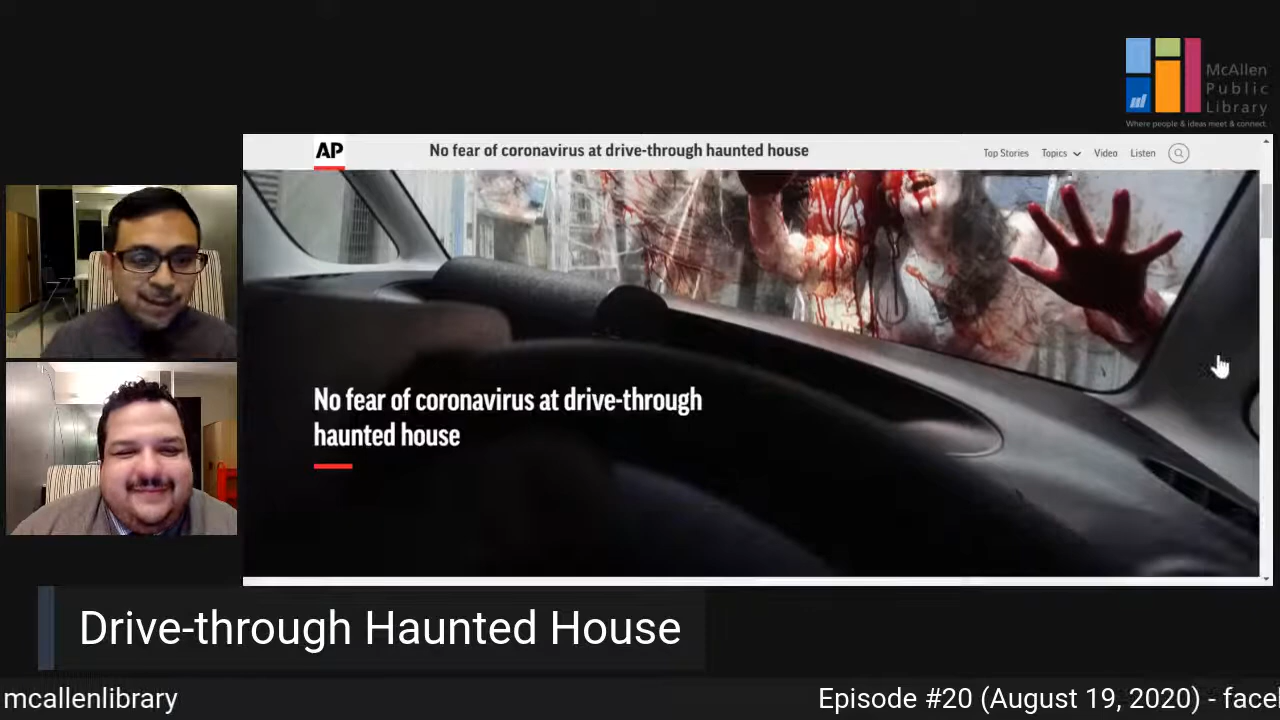 McAllen
Public
Library
Where people & ideas meet & connect.
AP
No fear of coronavirus at drive-through haunted house
Top Stories Topics Video Listen
No fear of coronavirus at drive-through
haunted house
Drive-through Haunted House
mcallenlibrary
Episode #20 (August 19, 2020) - face